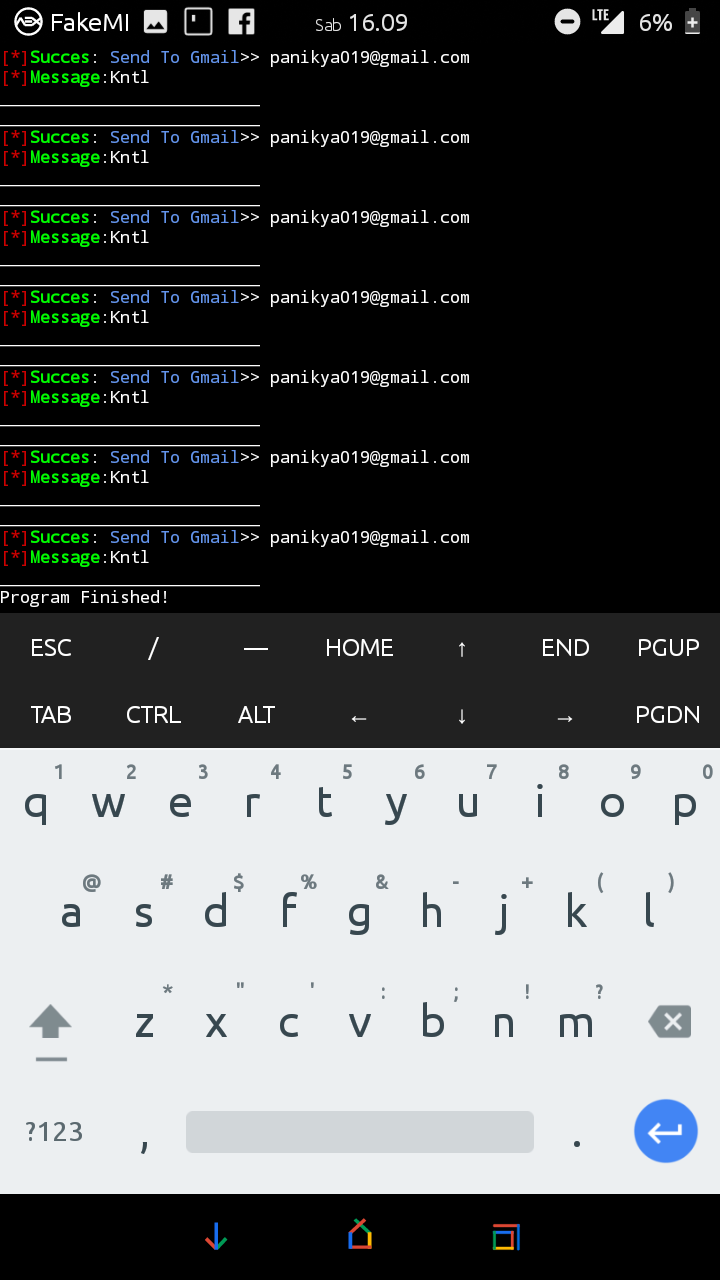 FakeMI Sab 16.09 LTE 6%
[*]Succes: Send To Gmail>> panikya019@gmail.com
[*]Message:Kntl
[*]Succes: Send To Gmail>> panikya019@gmail.com
[*]Message:Kntl
[*]Succes: Send To Gmail>> panikya019@gmail.com
[*]Message:Kntl
[*]Succes: Send To Gmail>> panikya019@gmail.com
[*]Message:Kntl
[*]Succes: Send To Gmail>> panikya019@gmail.com
[*]Message:Kntl
[*]Succes: Send To Gmail>> panikya019@gmail.com
[*]Message:Kntl
[*]Succes: Send To Gmail>> panikya019@gmail.com
[*]Message:Kntl
Program Finished!
ESC / — HOME ↑ END PGUP
TAB CTRL ALT ← ↓ → PGDN
1 2 3 4 5 6 7 8 9 0
q w e r t y u i o p
@ # $ % & - + ( )
a s d f g h j k l
* " ' : ; ! ?
z x c v b n m
?123 , .